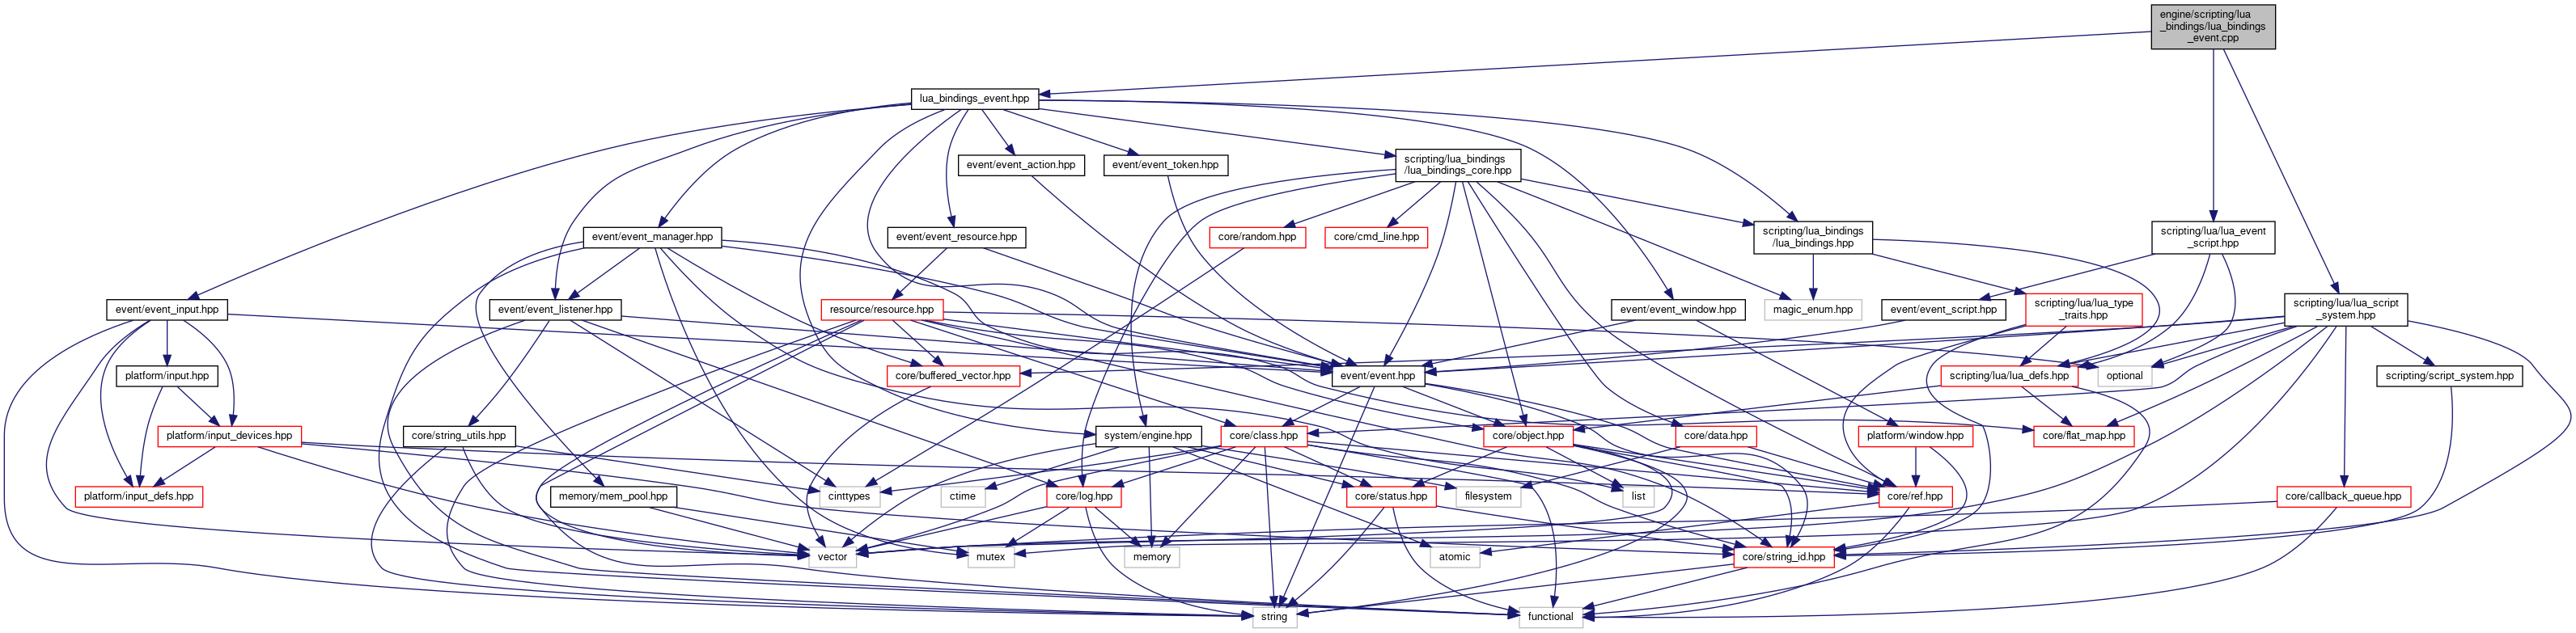 engine/scripting/lua
_bindings/lua_bindings
_event.cpp
lua_bindings_event.hpp
event/event_action.hpp
event/event_token.hpp
scripting/lua_bindings
/lua_bindings_core.hpp
event/event_manager.hpp
event/event_resource.hpp
core/random.hpp
core/cmd_line.hpp
scripting/lua_bindings
/lua_bindings.hpp
scripting/lua/lua_event
_script.hpp
event/event_input.hpp
event/event_listener.hpp
resource/resource.hpp
event/event_window.hpp
magic_enum.hpp
event/event_script.hpp
scripting/lua/lua_type
_traits.hpp
scripting/lua/lua_script
_system.hpp
platform/input.hpp
core/buffered_vector.hpp
event/event.hpp
scripting/lua/lua_defs.hpp
optional
scripting/script_system.hpp
platform/input_devices.hpp
core/string_utils.hpp
system/engine.hpp
core/class.hpp
core/object.hpp
core/data.hpp
platform/window.hpp
core/flat_map.hpp
platform/input_defs.hpp
memory/mem_pool.hpp
cinttypes
ctime
core/log.hpp
core/status.hpp
filesystem
list
core/ref.hpp
core/callback_queue.hpp
vector
mutex
memory
atomic
core/string_id.hpp
string
functional